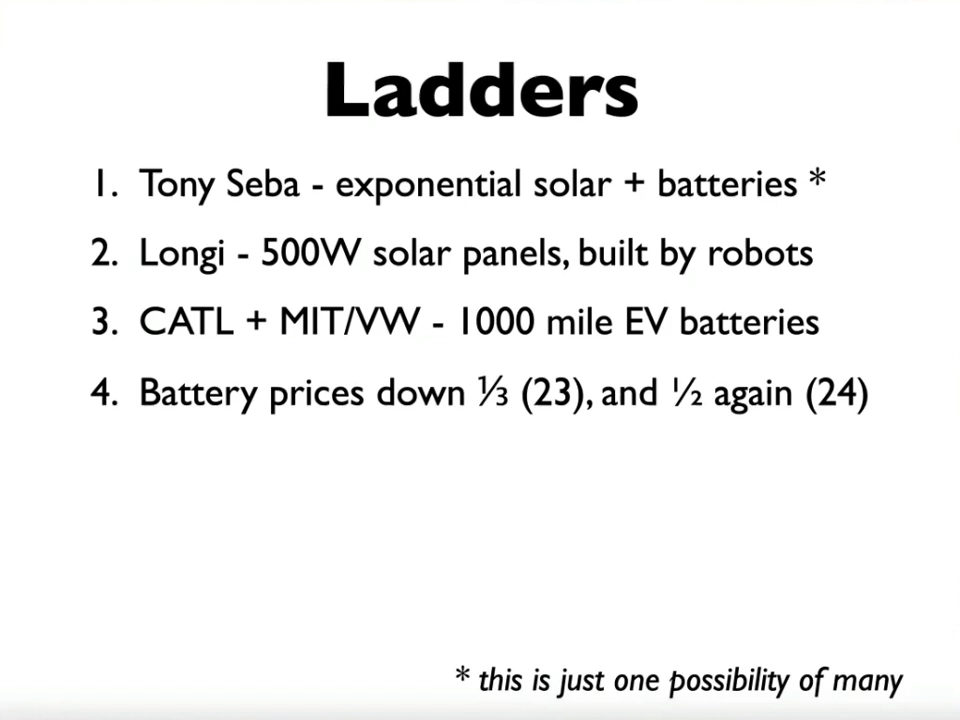 Ladders
1. Tony Seba - exponential solar + batteries *
2. Longi - 500W solar panels, built by robots
3. CATL + MIT/VW - 1000 mile EV batteries
4. Battery prices down ⅓ (23), and ½ again (24)
* this is just one possibility of many